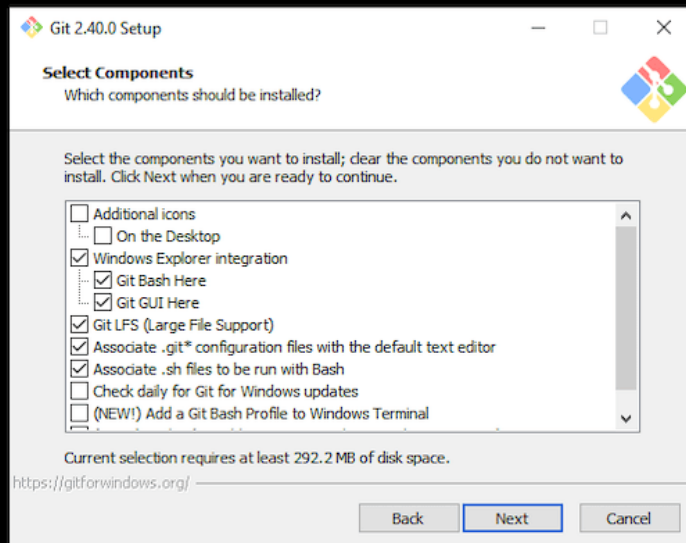 Git 2.40.0 Setup
Select Components
Which components should be installed?
Select the components you want to install; clear the components you do not want to
install. Click Next when you are ready to continue.
Additional icons
On the Desktop
Windows Explorer integration
Git Bash Here
Git GUI Here
Git LFS (Large File Support)
Associate .git* configuration files with the default text editor
Associate .sh files to be run with Bash
Check daily for Git for Windows updates
(NEW!) Add a Git Bash Profile to Windows Terminal
Current selection requires at least 292.2 MB of disk space.
https://gitforwindows.org/
Back Next Cancel